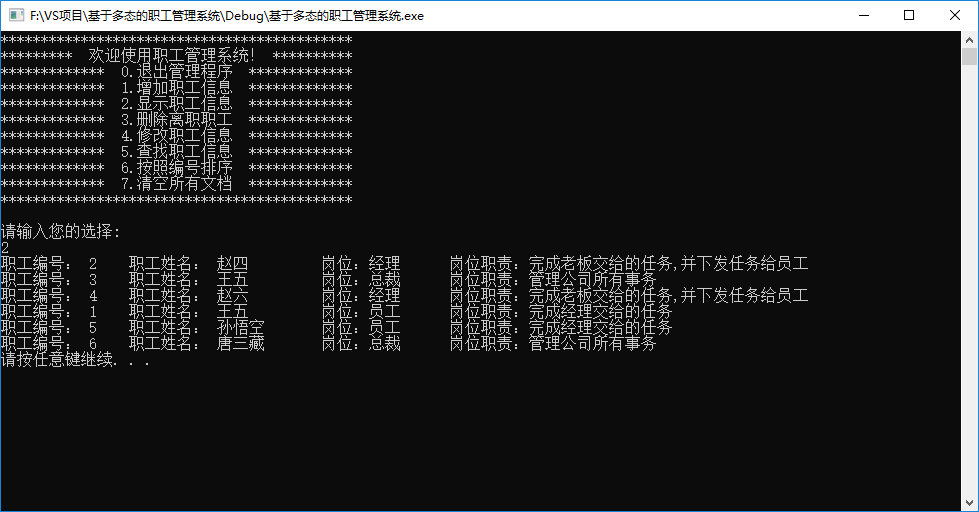 F:\VS项目\基于多态的职工管理系统\Debug\基于多态的职工管理系统.exe
********************************************
*********  欢迎使用职工管理系统!  **********
*************  0.退出管理程序  *************
*************  1.增加职工信息  *************
*************  2.显示职工信息  *************
*************  3.删除离职职工  *************
*************  4.修改职工信息  *************
*************  5.查找职工信息  *************
*************  6.按照编号排序  *************
*************  7.清空所有文档  *************
********************************************
请输入您的选择:
2
职工编号: 2    职工姓名: 赵四    岗位:经理    岗位职责:完成老板交给的任务,并下发任务给员工
职工编号: 3    职工姓名: 王五    岗位:总裁    岗位职责:管理公司所有事务
职工编号: 4    职工姓名: 赵六    岗位:经理    岗位职责:完成老板交给的任务,并下发任务给员工
职工编号: 1    职工姓名: 王五    岗位:员工    岗位职责:完成经理交给的任务
职工编号: 5    职工姓名: 孙悟空    岗位:员工    岗位职责:完成经理交给的任务
职工编号: 6    职工姓名: 唐三藏    岗位:总裁    岗位职责:管理公司所有事务
请按任意键继续. . .